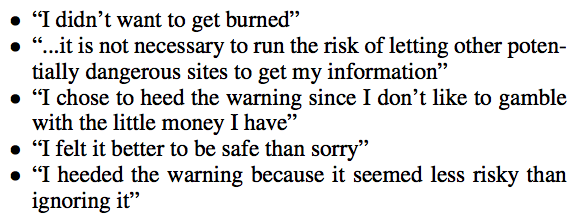 • “I didn’t want to get burned”
• “...it is not necessary to run the risk of letting other poten-
tially dangerous sites to get my information”
• “I chose to heed the warning since I don’t like to gamble
with the little money I have”
• “I felt it better to be safe than sorry”
• “I heeded the warning because it seemed less risky than
ignoring it”